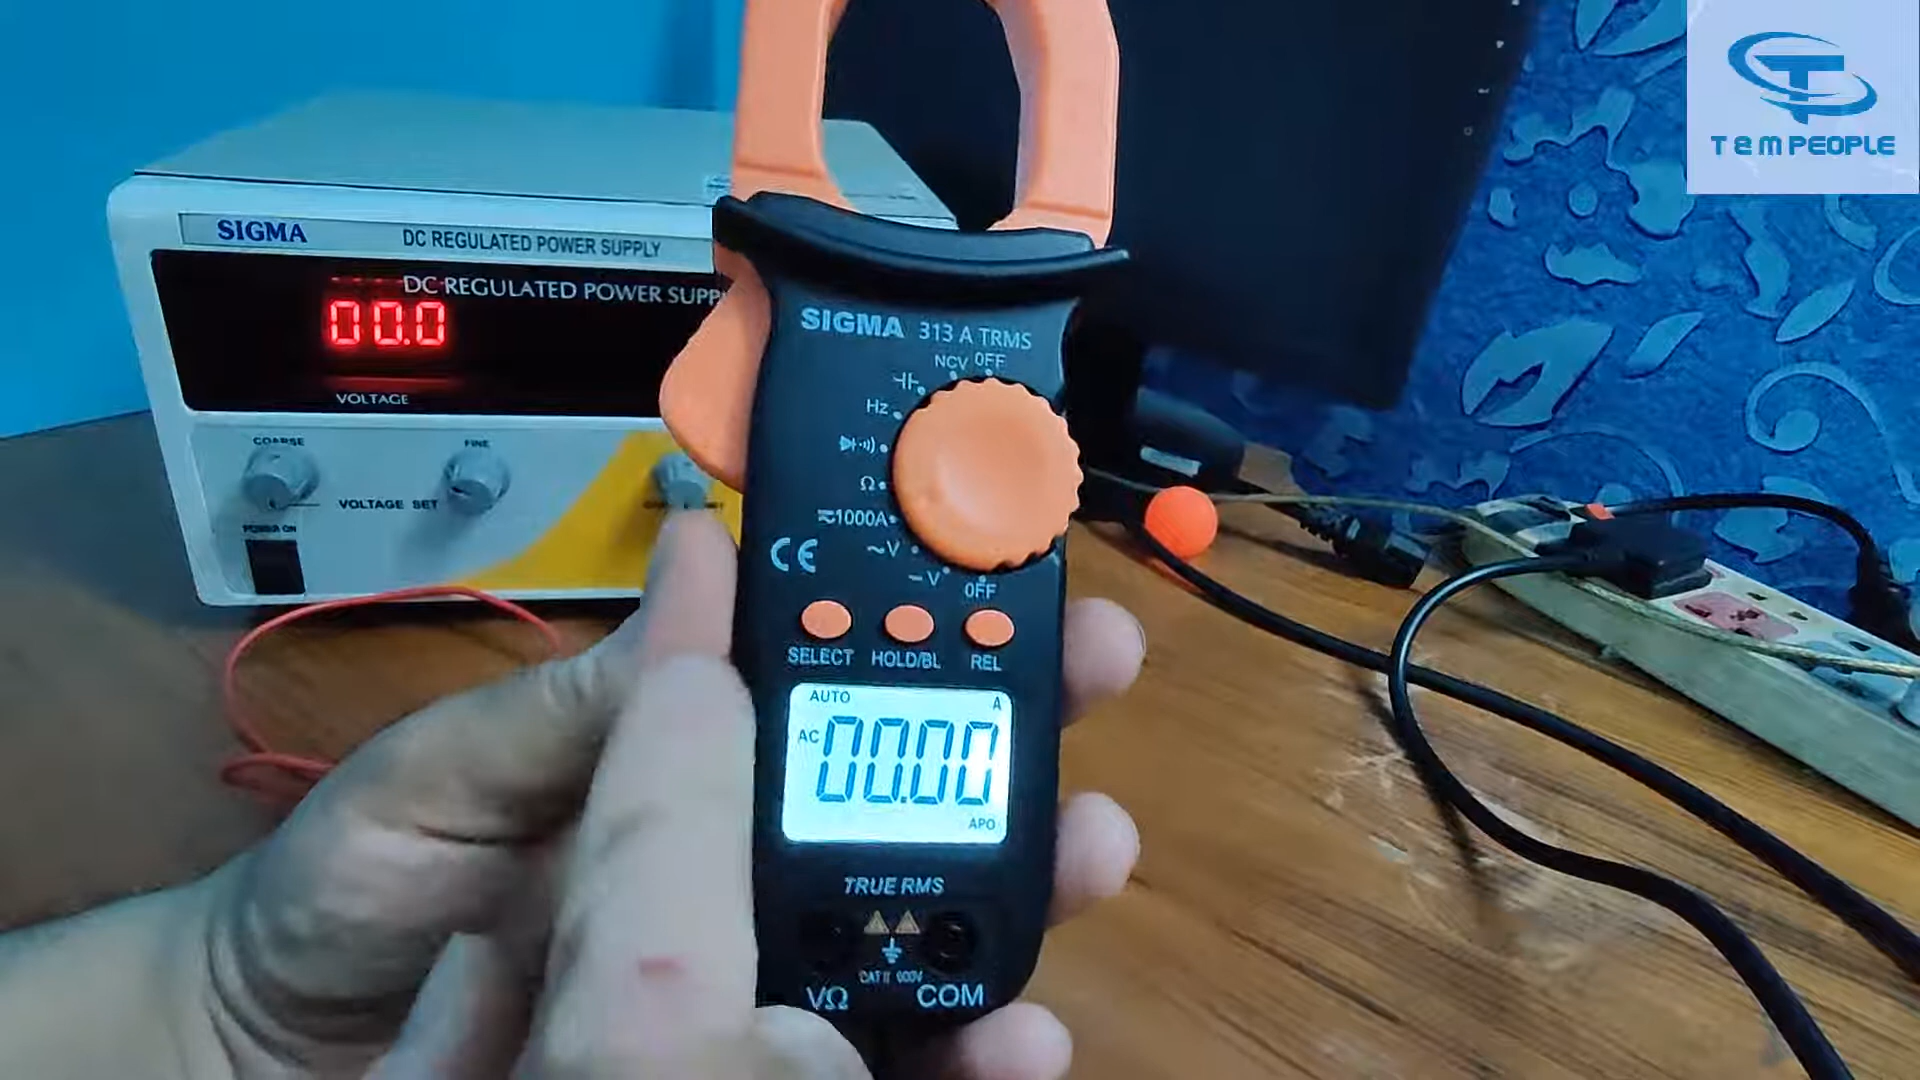 T & M PEOPLE
SIGMA DC REGULATED POWER SUPPLY
DC REGULATED POWER SUPP
00.0
VOLTAGE
COARSE FINE
VOLTAGE SET
POWER ON
SIGMA 313 A TRMS
NCV OFF
Hz
Ω
1000A
~V
V
OFF
CE
SELECT HOLD/BL REL
AUTO A
AC 00.00
APO
TRUE RMS
CAT II 600V
VΩ COM